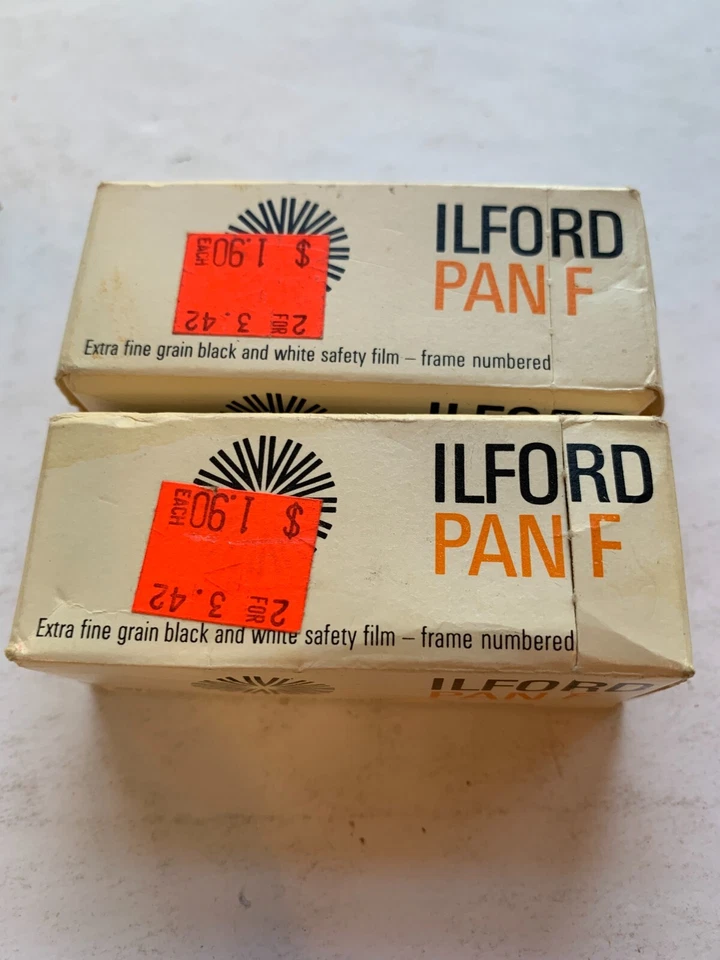 ILFORD
PAN F
$ 1.90
EACH
2 FOR 3.42
Extra fine grain black and white safety film – frame numbered
ILFORD
ILFORD
PAN F
$ 1.90
EACH
2 FOR 3.42
Extra fine grain black and white safety film – frame numbered
ILFORD
PAN F